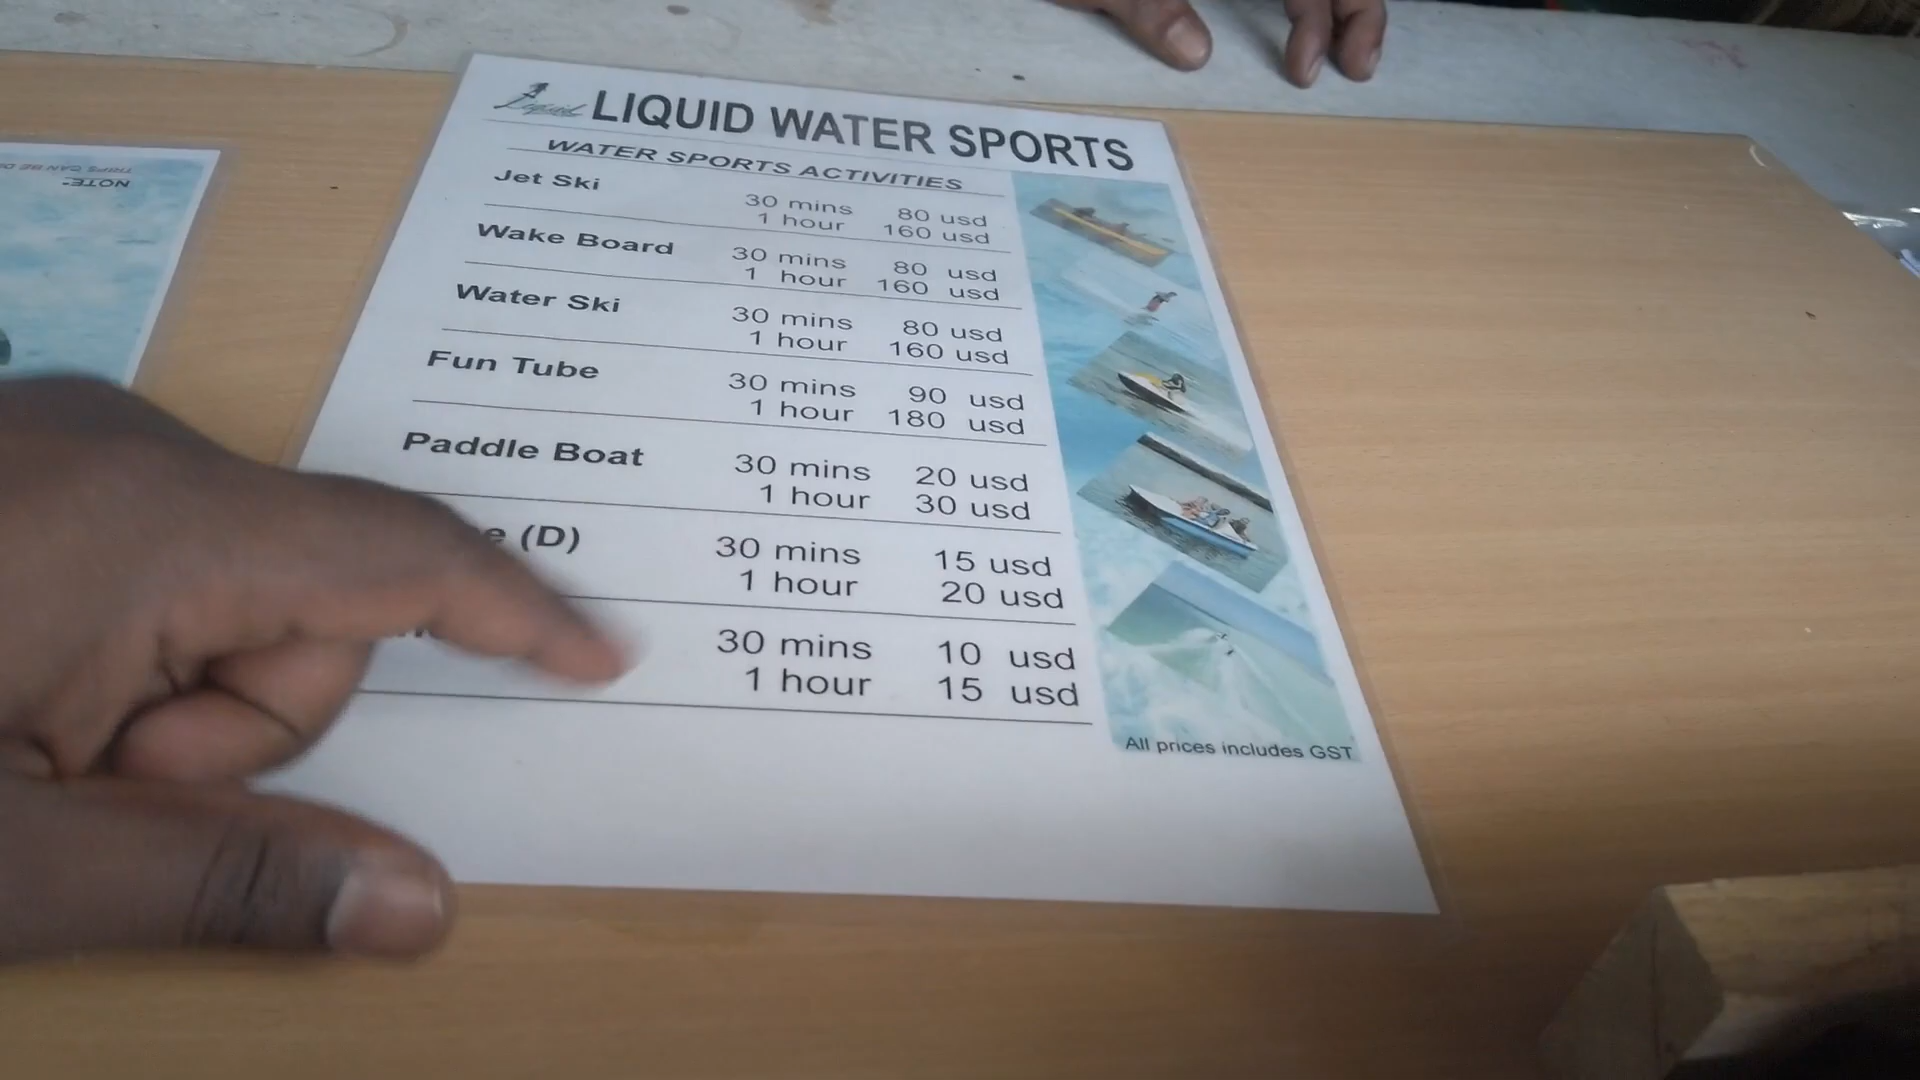 Liquid LIQUID WATER SPORTS
WATER SPORTS ACTIVITIES
Jet Ski
30 mins 80 usd
1 hour 160 usd
Wake Board
30 mins 80 usd
1 hour 160 usd
Water Ski
30 mins 80 usd
1 hour 160 usd
Fun Tube
30 mins 90 usd
1 hour 180 usd
Paddle Boat
30 mins 20 usd
1 hour 30 usd
(D)
30 mins 15 usd
1 hour 20 usd
30 mins 10 usd
1 hour 15 usd
All prices includes GST
NOTE:
TRIPS CAN BE